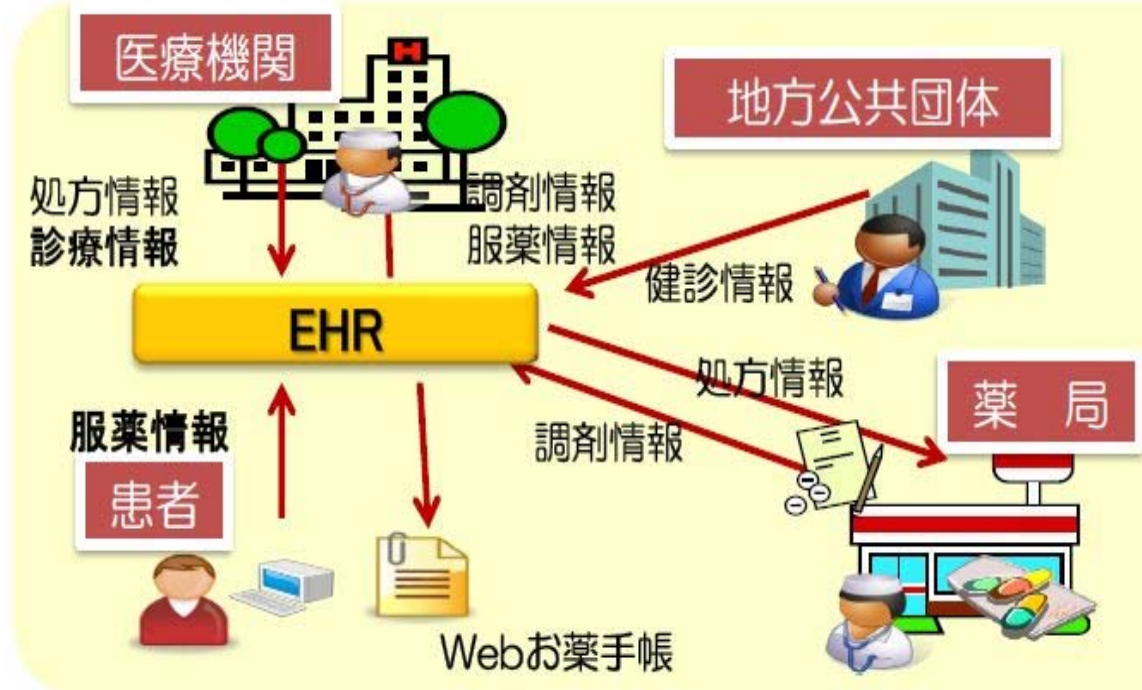 医療機関
H
地方公共団体
処方情報
診療情報
調剤情報
服薬情報
健診情報
EHR
処方情報
薬 局
服薬情報
調剤情報
患者
Webお薬手帳